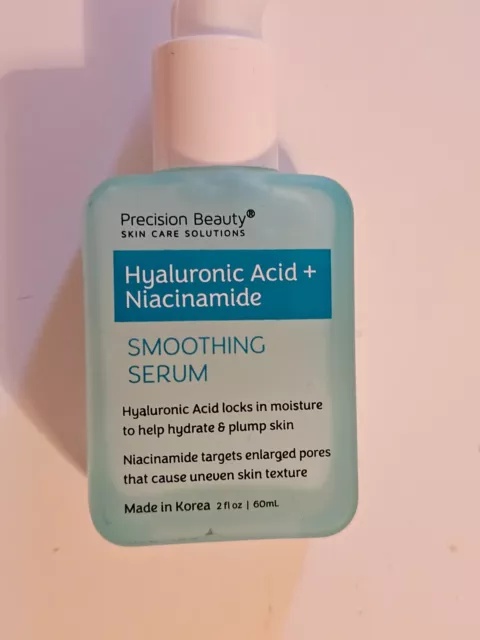 Precision Beauty®
SKIN CARE SOLUTIONS
Hyaluronic Acid +
Niacinamide
SMOOTHING
SERUM
Hyaluronic Acid locks in moisture
to help hydrate & plump skin
Niacinamide targets enlarged pores
that cause uneven skin texture
Made in Korea 2 fl oz | 60mL